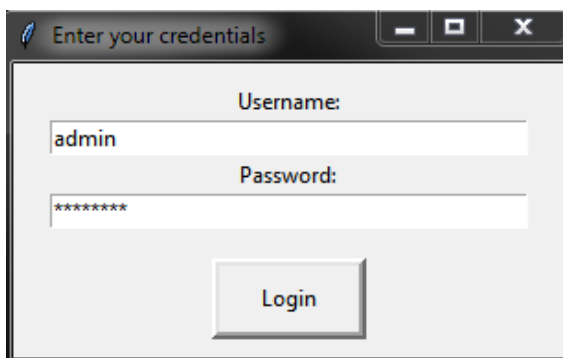 Enter your credentials
Username:
admin
Password:
********
Login